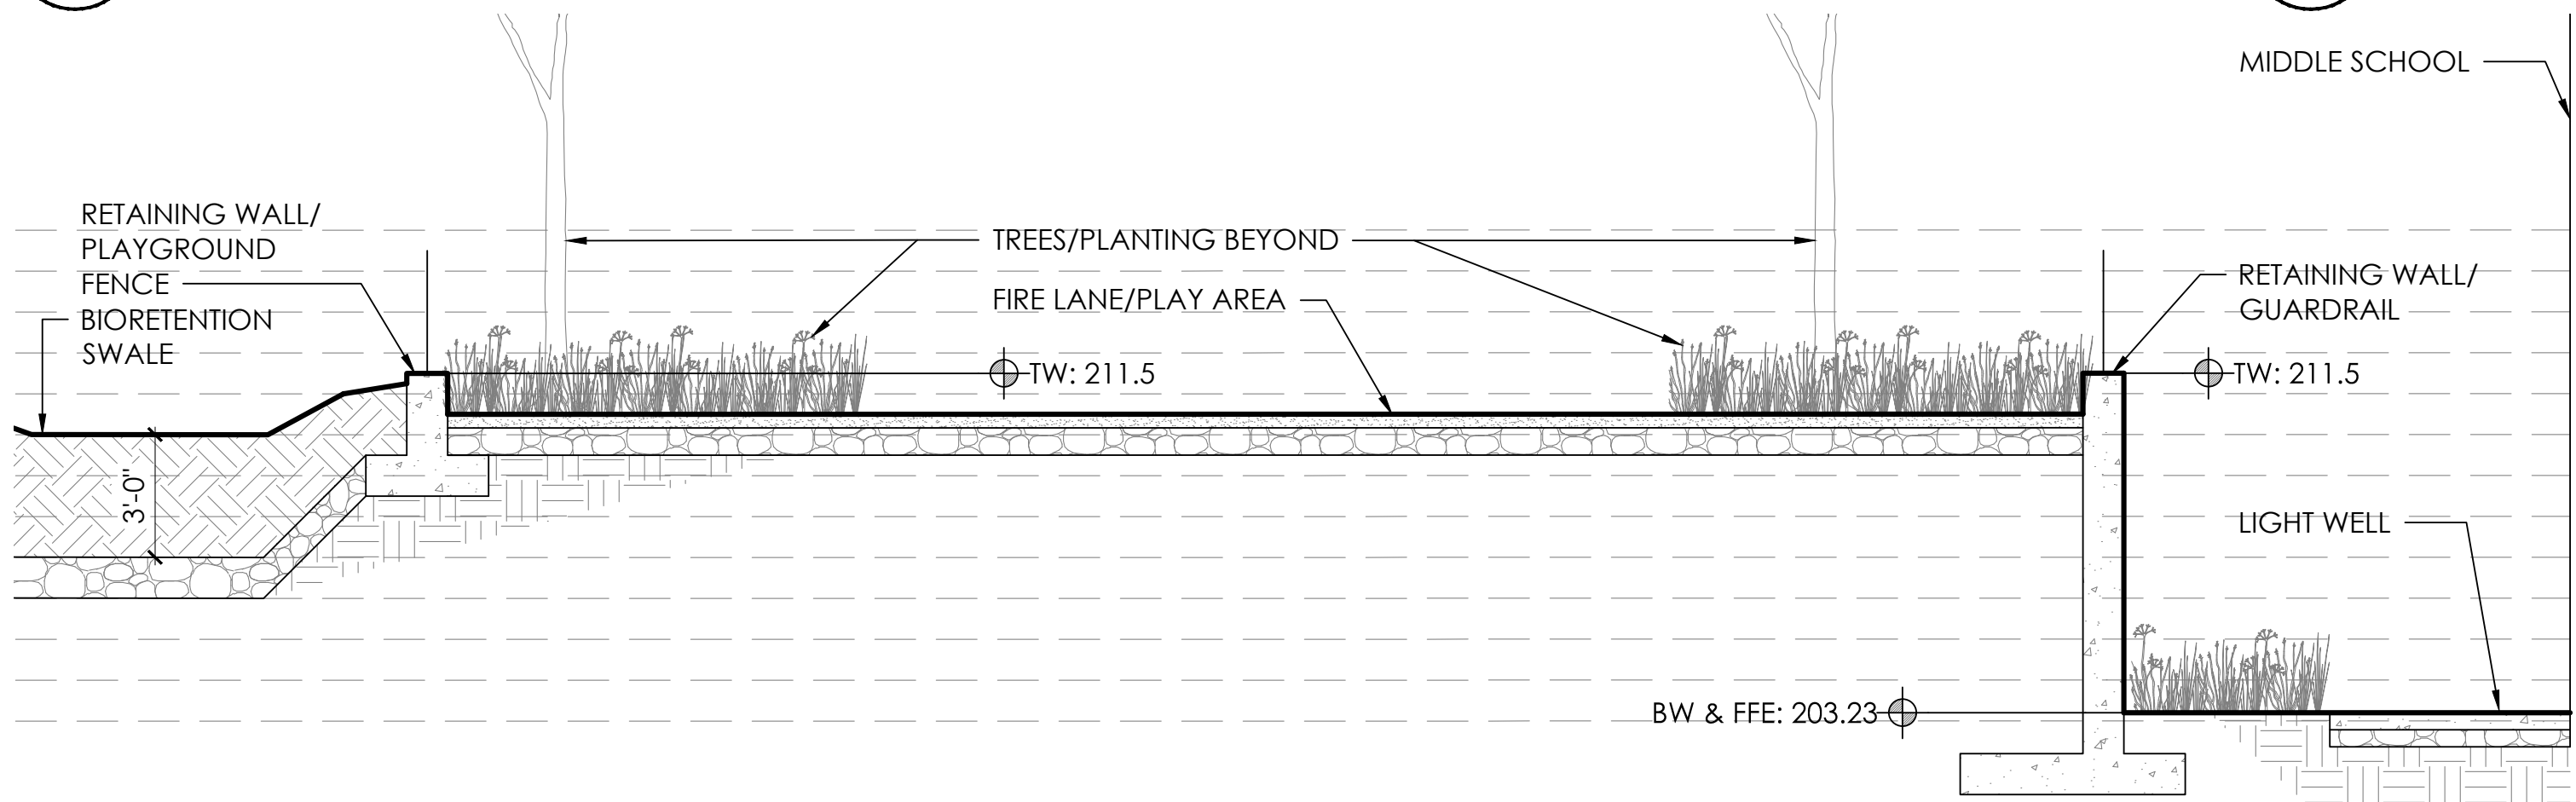 MIDDLE SCHOOL
RETAINING WALL/
PLAYGROUND
FENCE
BIORETENTION
SWALE
TREES/PLANTING BEYOND
FIRE LANE/PLAY AREA
RETAINING WALL/
GUARDRAIL
TW: 211.5
TW: 211.5
3'-0"
LIGHT WELL
BW & FFE: 203.23